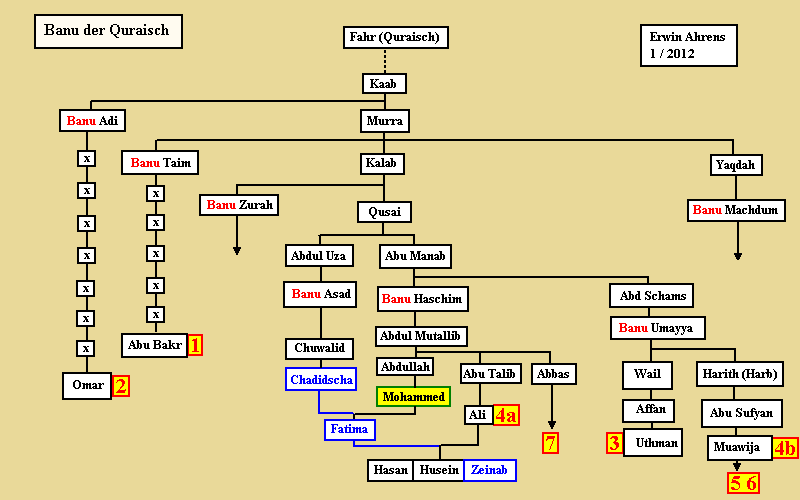 Banu der Quraisch
Fahr (Quraisch)
Erwin Ahrens
1 / 2012
Kaab
Banu Adi
Murra
x
Banu Taim
Kalab
Yaqdah
x
x
Banu Zurah
Qusai
Banu Machdum
x
x
Abdul Uza
Abu Manab
x
x
Banu Asad
Banu Haschim
Abd Schams
x
x
Banu Umayya
x
x
Abdul Mutallib
Abu Bakr 1
Chuwalid
x
Omar 2
Chadidscha
Abdullah
Abu Talib
Abbas
Wail
Harith (Harb)
Mohammed
Ali 4a
Affan
Abu Sufyan
Fatima
7
3 Uthman
Muawija 4b
Hasan Husein Zeinab
5 6